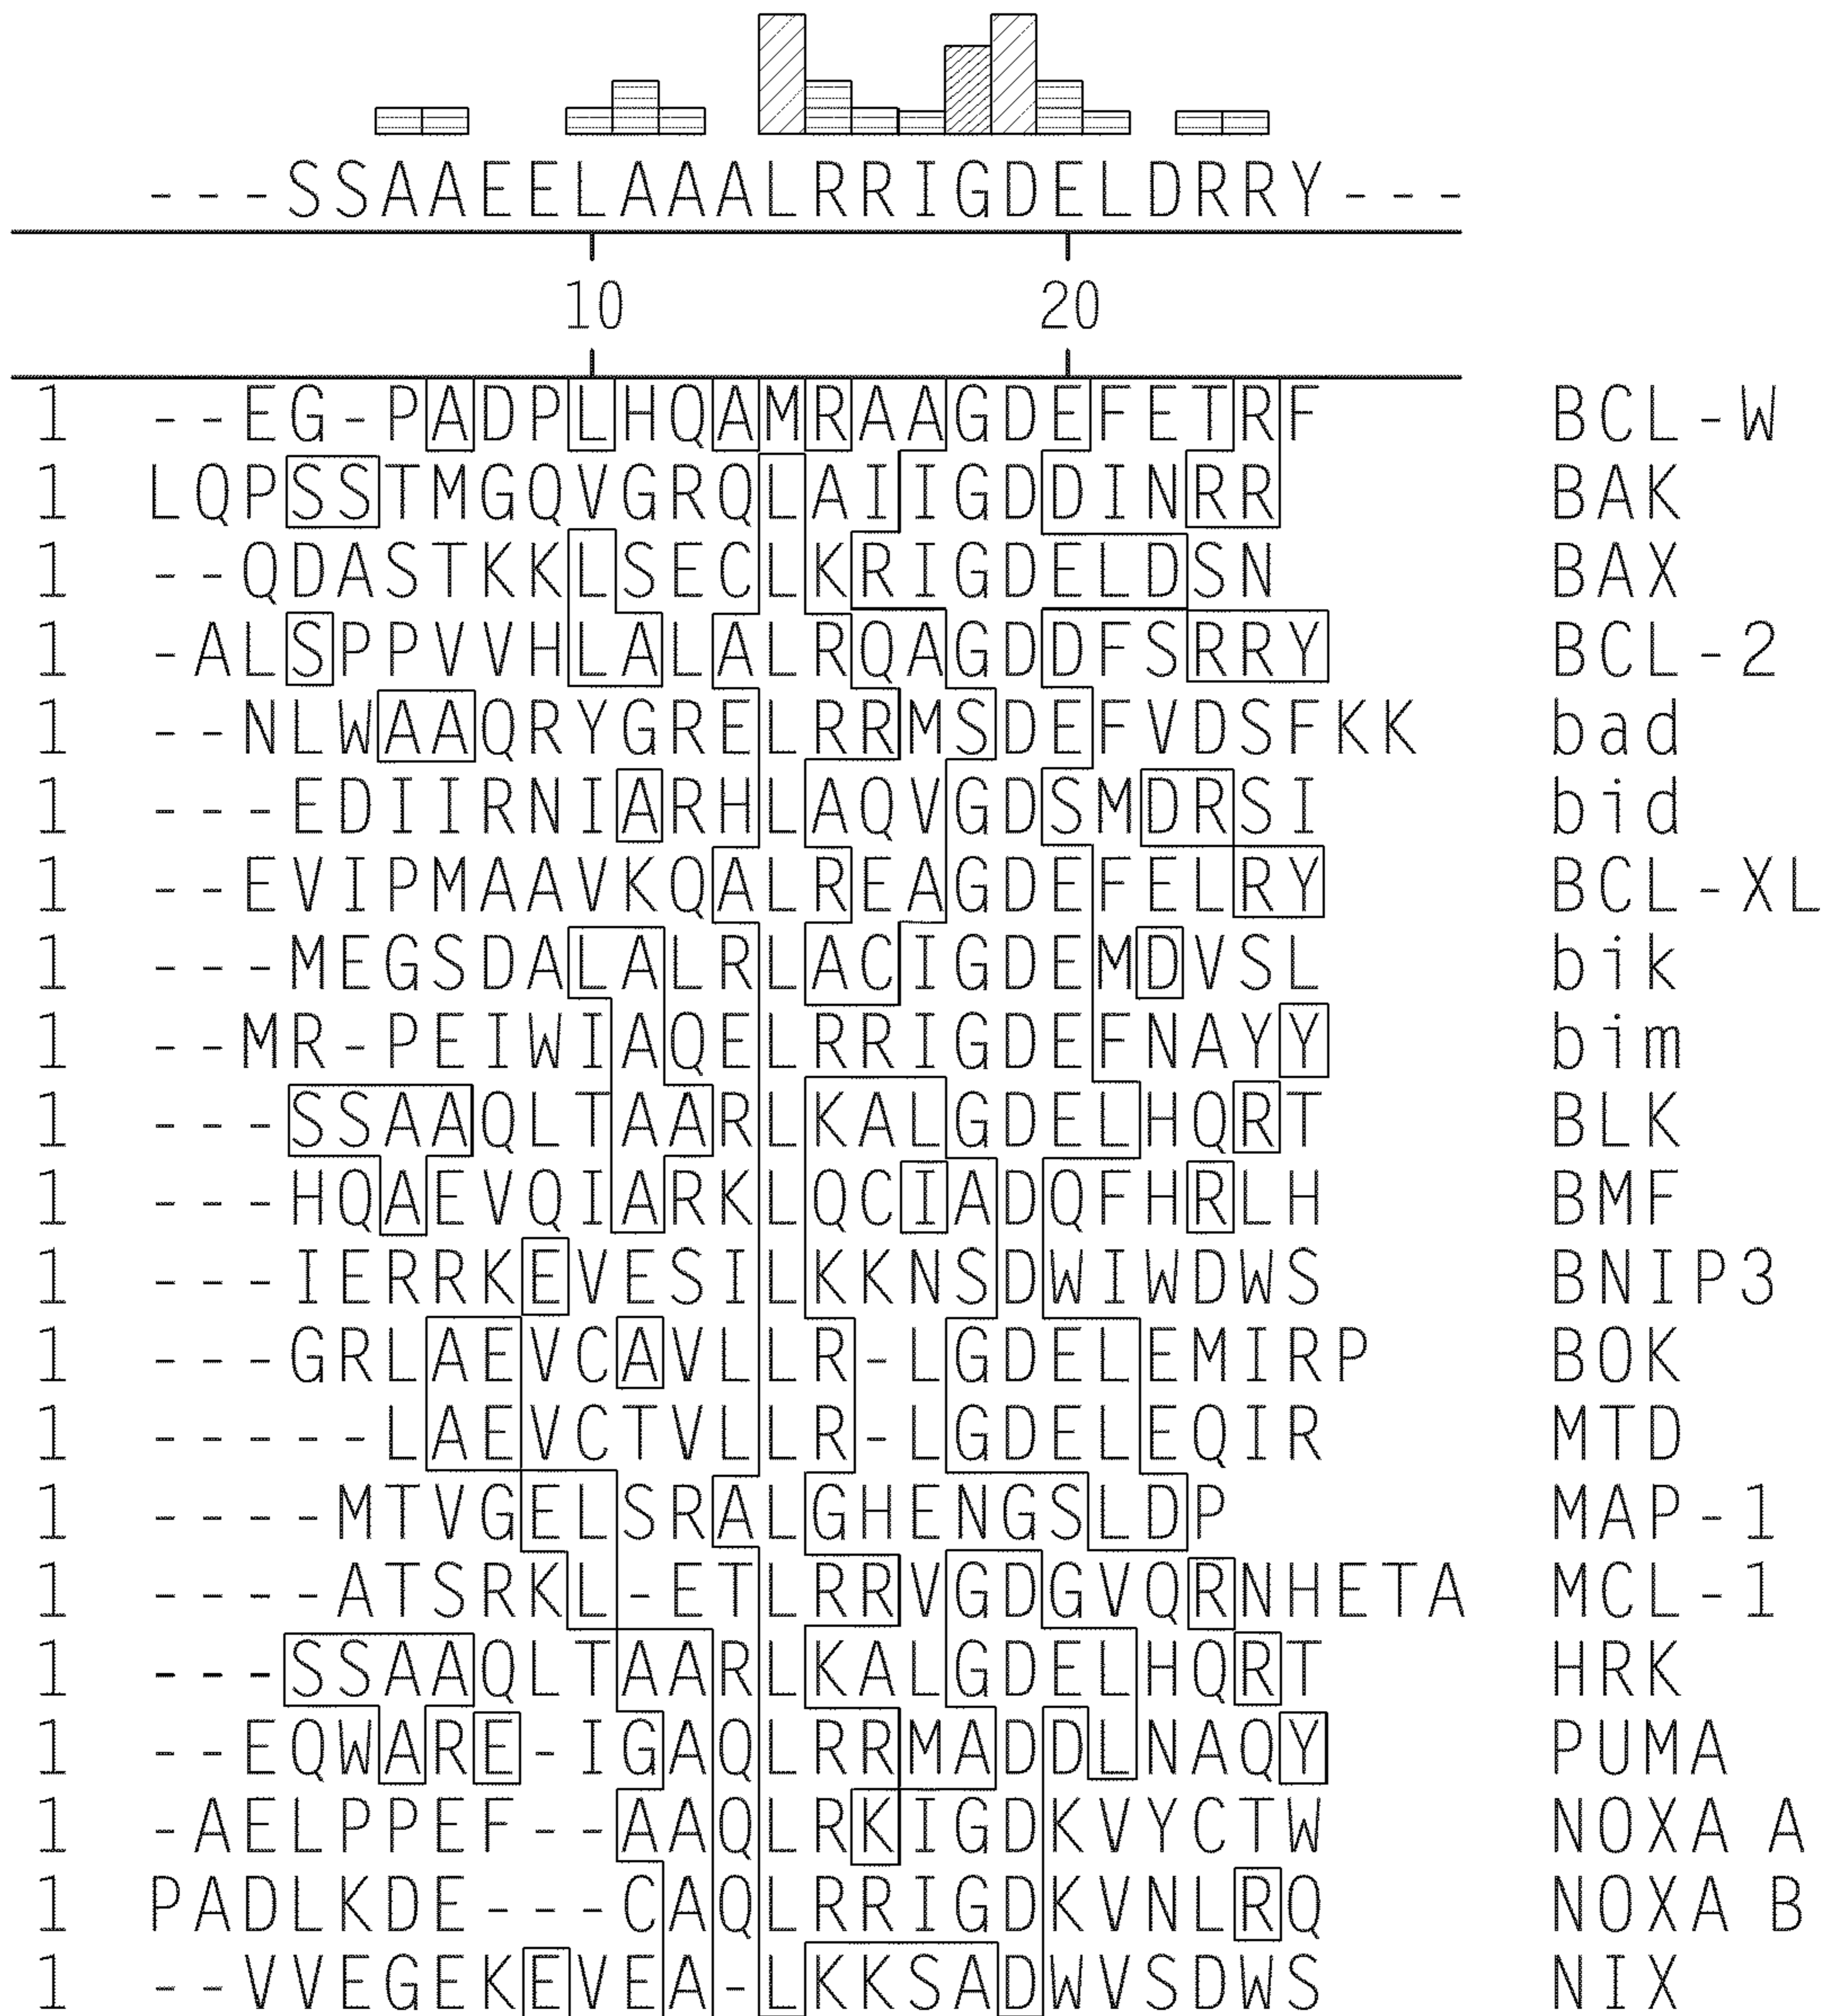 ---SSAAEELAAALRRIGDELDRRY---
10 20
1 --EG-PADPLHQAMRAAGDEFETRF BCL-W
1 LQPSSTMGQVGRQLAIIGDDINRR BAK
1 --QDASTKKLSECLKRIGDELDSN BAX
1 -ALSPPVVHLALALRQAGDDFSRRY BCL-2
1 --NLWAAQRYGRELRRMSDEFVDSFKK bad
1 ---EDIIRNIARHLAQVGDSMDRSI bid
1 --EVIPMAAVKQALREAGDEFELRY BCL-XL
1 ---MEGSDALALRLACIGDEMDVSL bik
1 --MR-PEIWIAQELRRIGDEFNAYY bim
1 ---SSAAQLTAARLKALGDELHQRT BLK
1 ---HQAEVQIARKLQCIADQFHRLH BMF
1 ---IERRKEVESILKKNSDWIWDWS BNIP3
1 ---GRLAEVCAVLLR-LGDELEMIRP BOK
1 -----LAEVCTVLLR-LGDELEQIR MTD
1 ----MTVGELSRALGHENGSLDP MAP-1
1 ----ATSRKL-ETLRRVGDGVQRNHETA MCL-1
1 ---SSAAQLTAARLKALGDELHQRT HRK
1 --EQWARE-IGAQLRRMADDLNAQY PUMA
1 -AELPPEF--AAQLRKIGDKVYCTW NOXA A
1 PADLKDE---CAQLRRIGDKVNLRQ NOXA B
1 --VVEGEKEVEA-LKKSADWVSDWS NIX